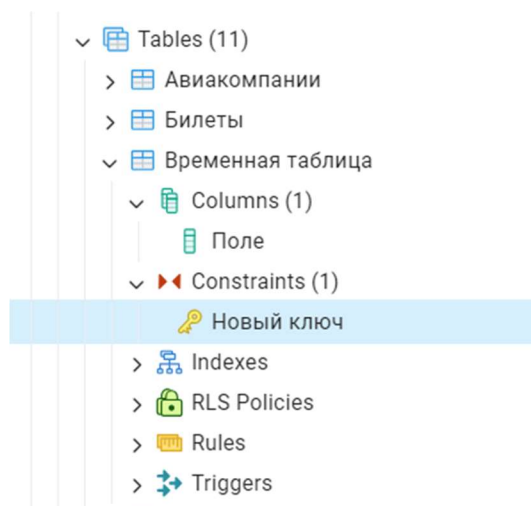 Tables (11)
Авиакомпании
Билеты
Временная таблица
Columns (1)
Поле
Constraints (1)
Новый ключ
Indexes
RLS Policies
Rules
Triggers